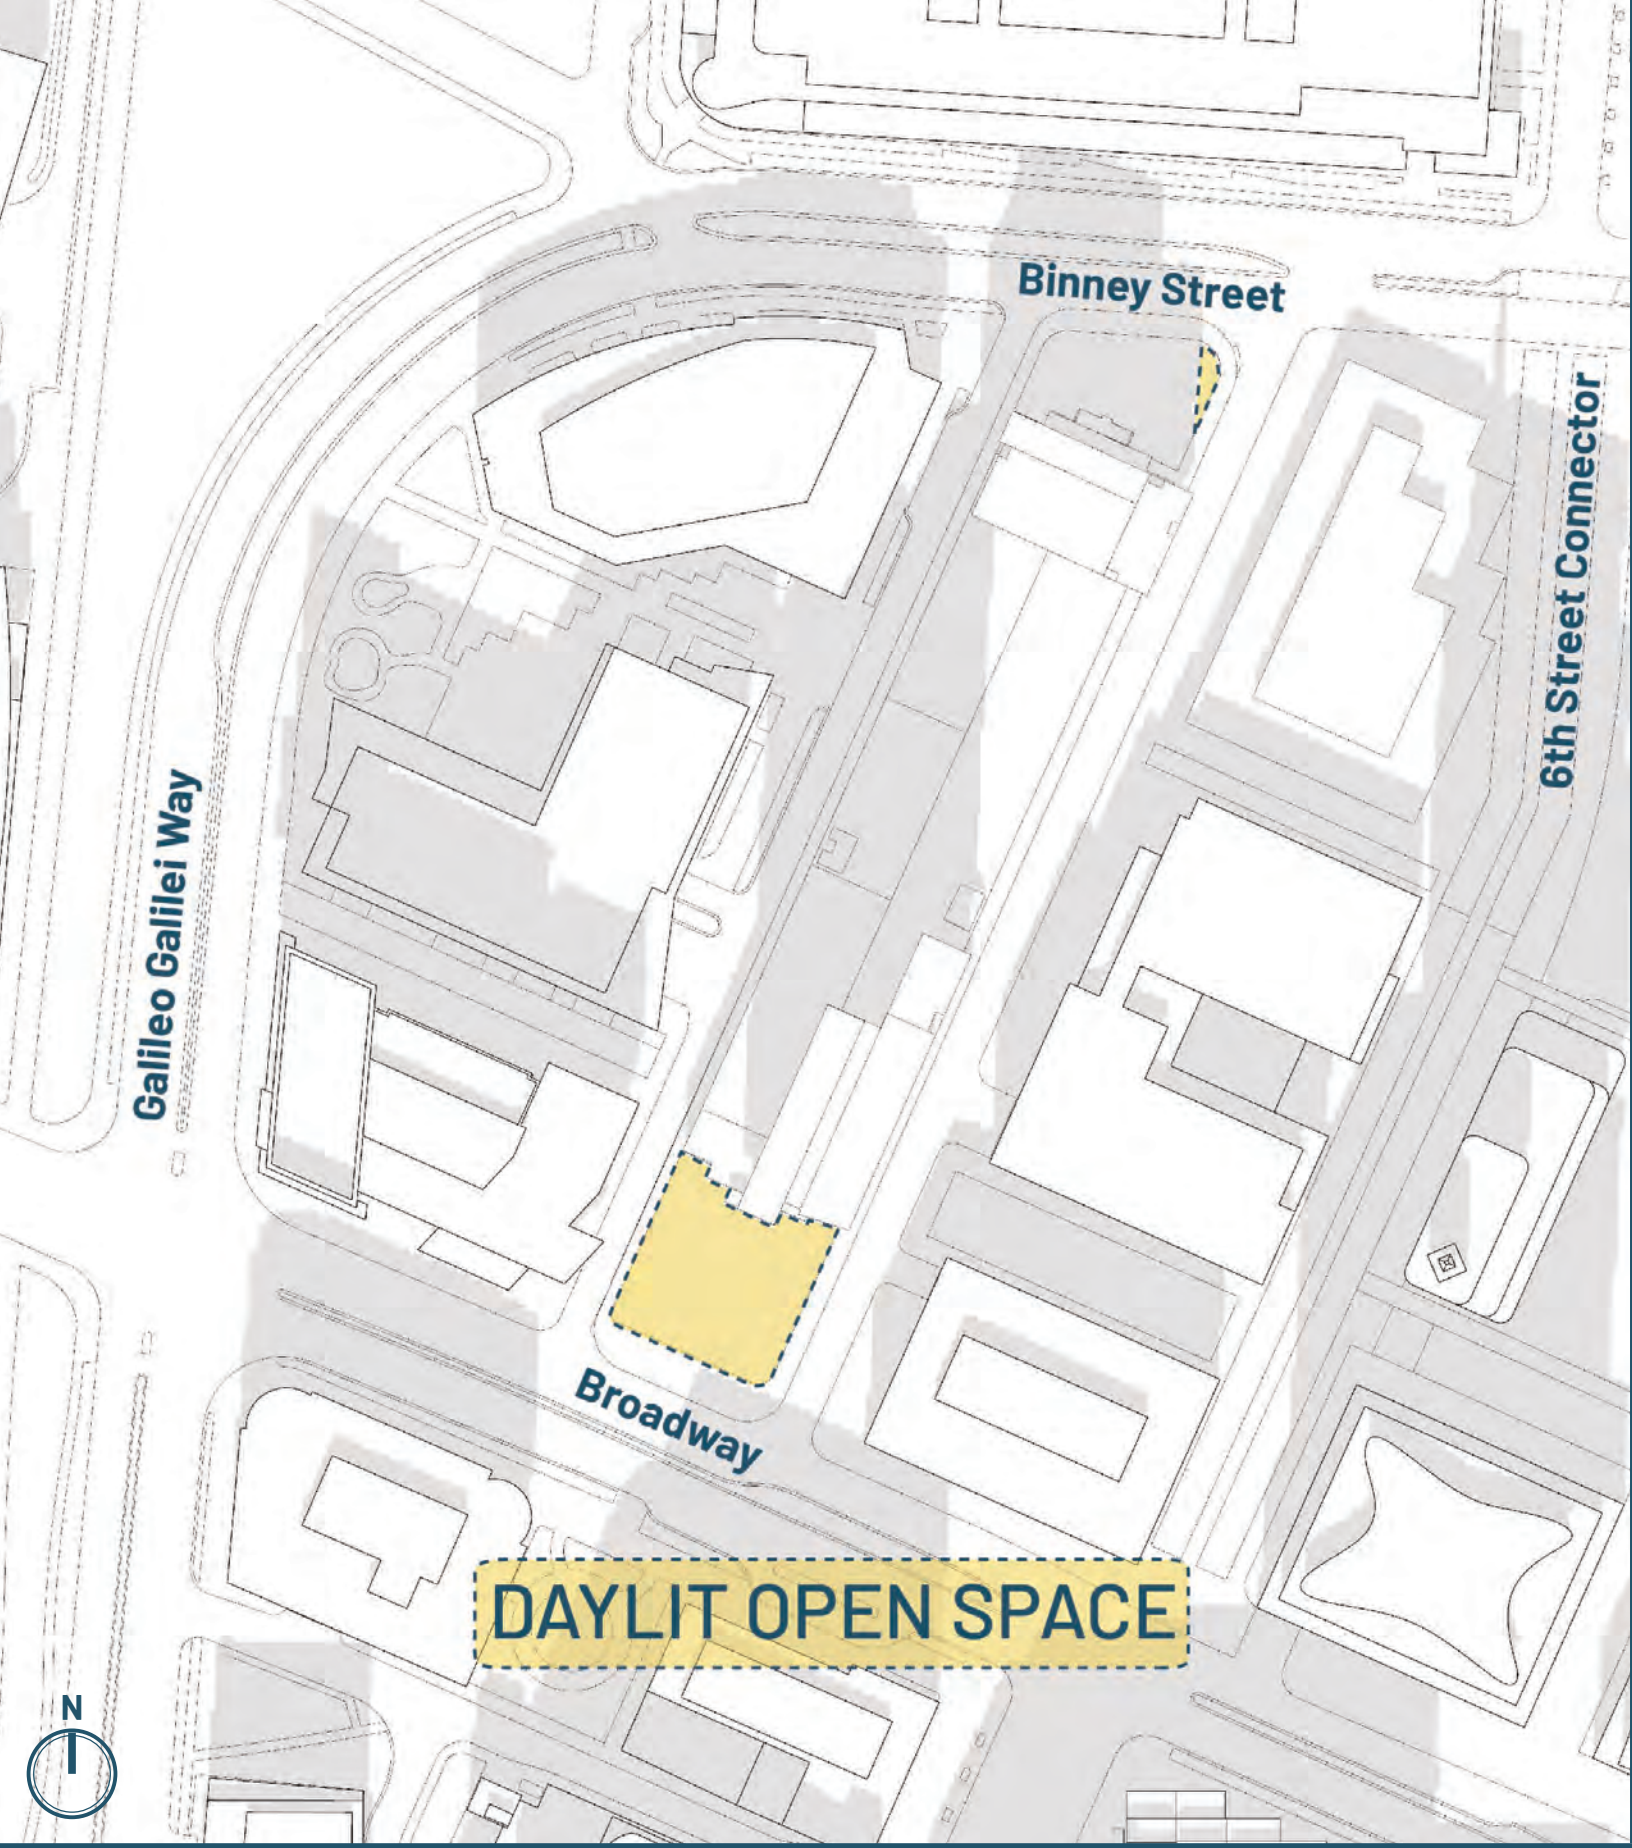 Binney Street
6th Street Connector
Galileo Galilei Way
Broadway
DAYLIT OPEN SPACE
N